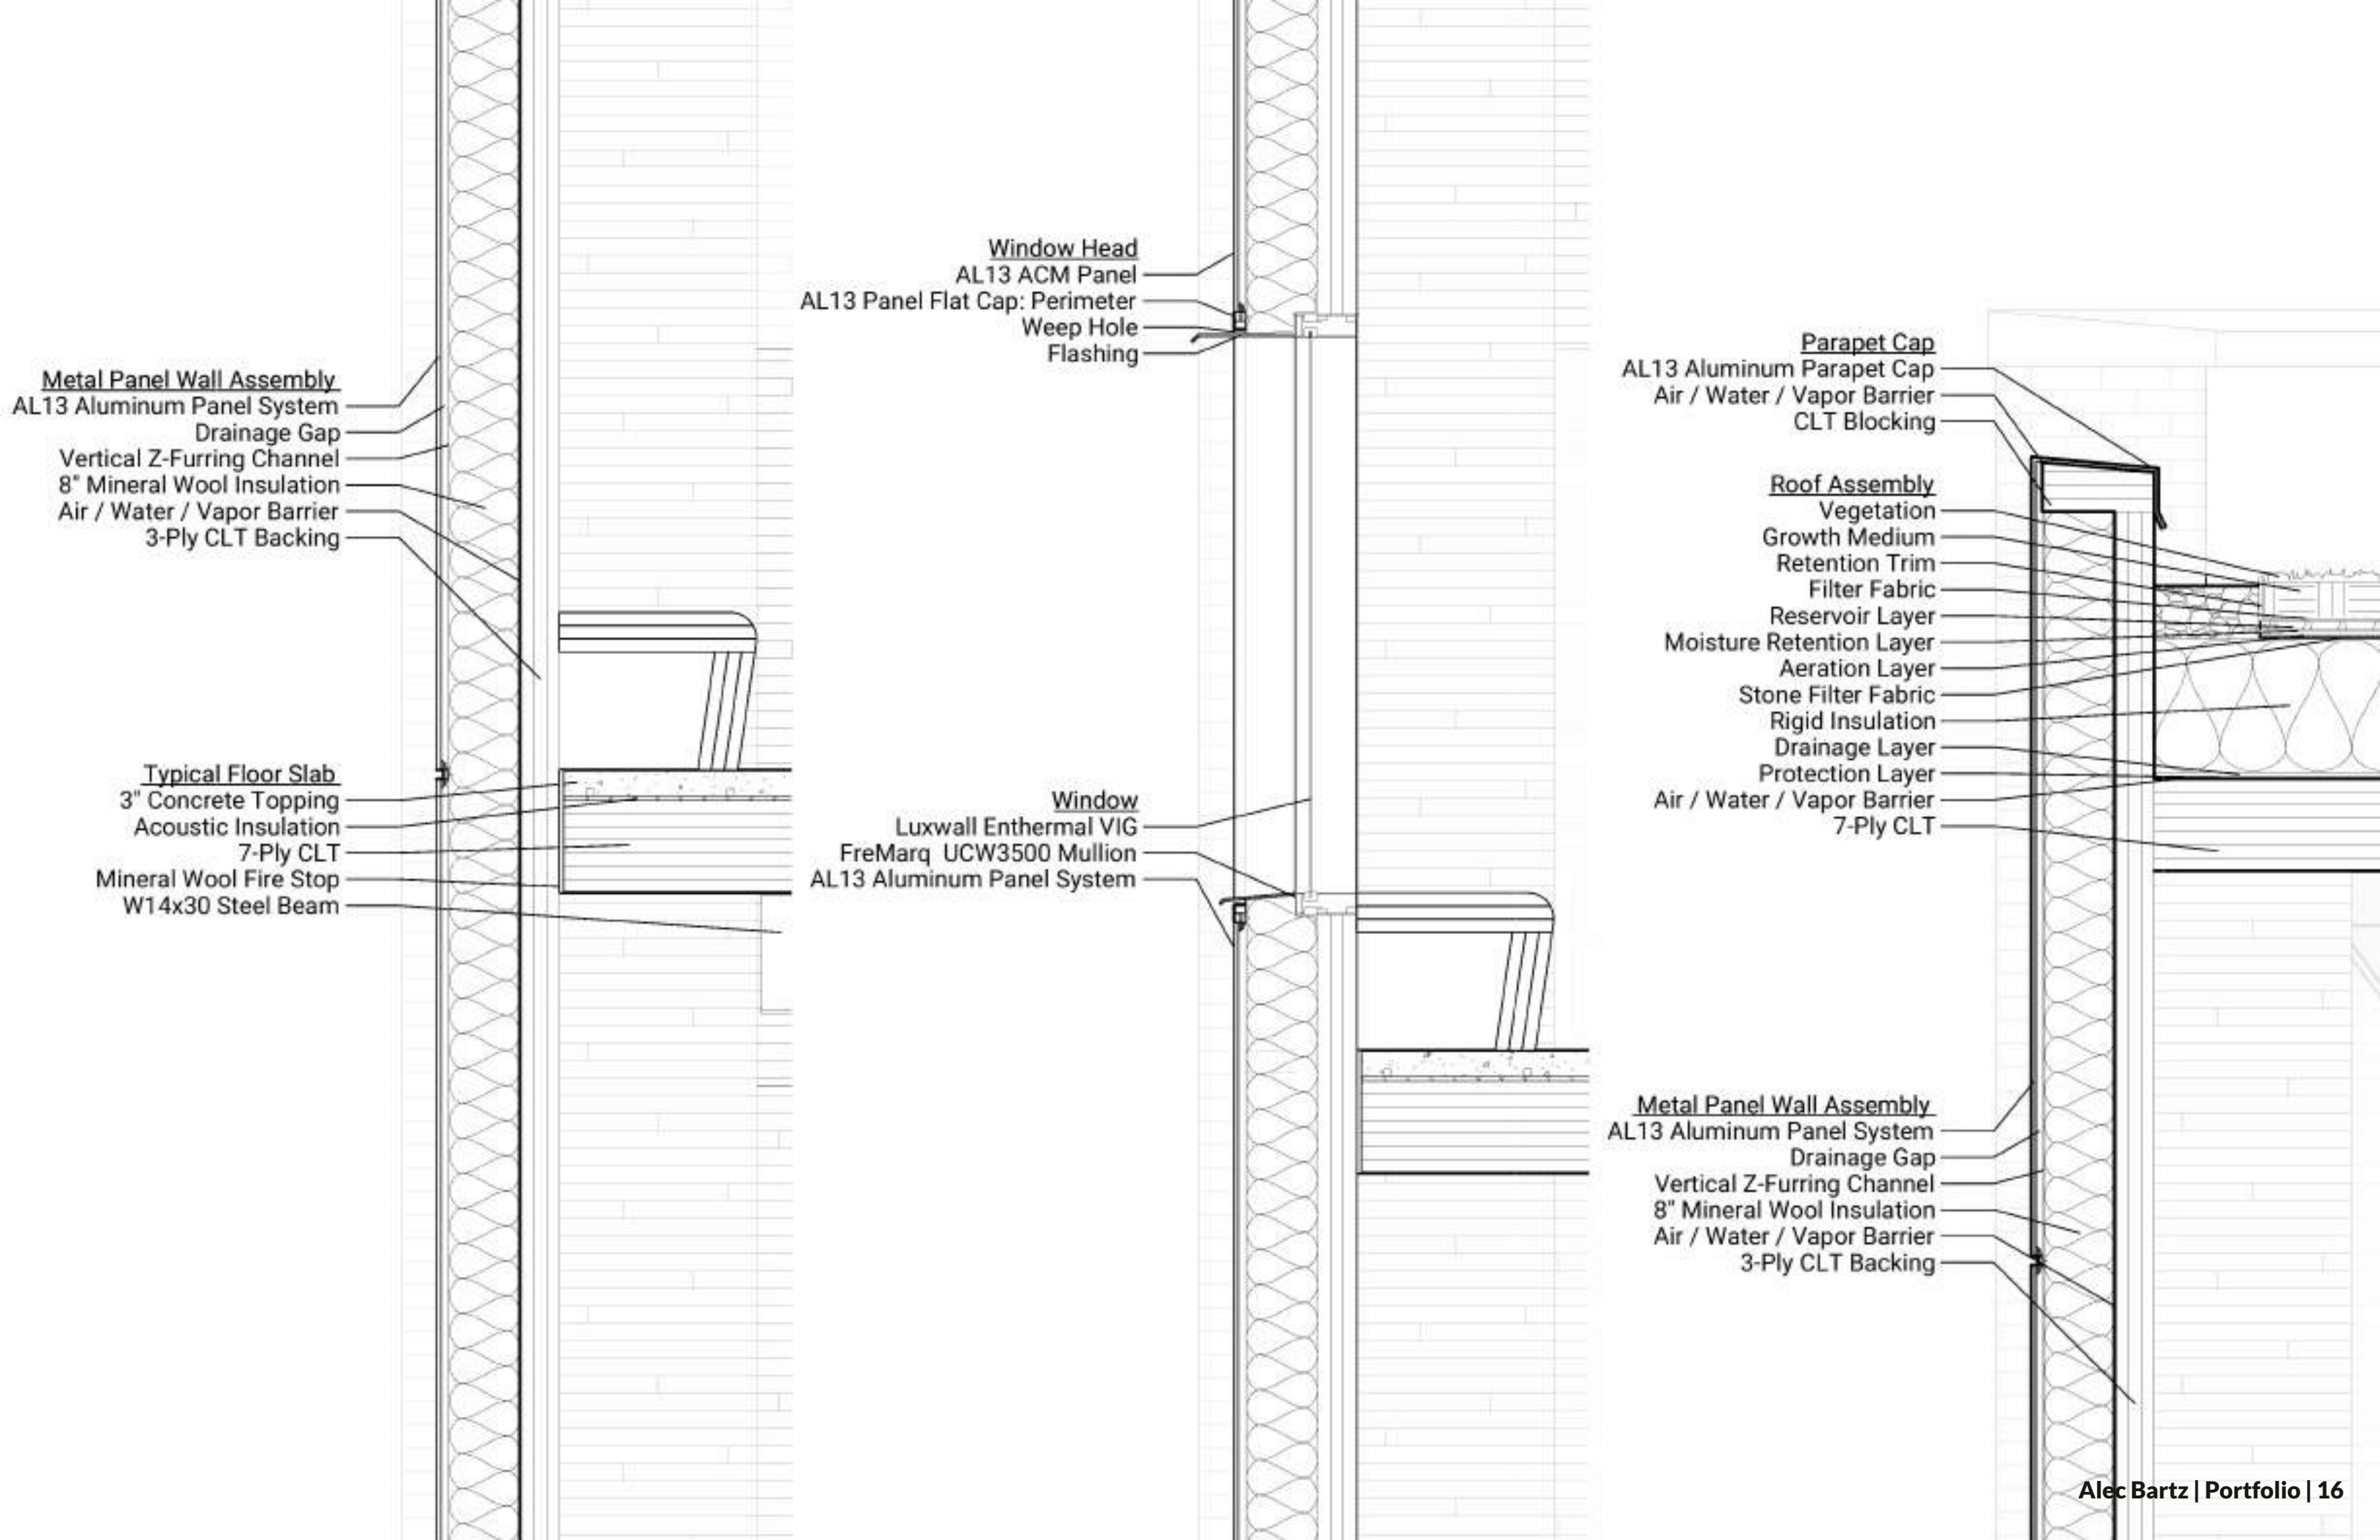 Metal Panel Wall Assembly
AL13 Aluminum Panel System
Drainage Gap
Vertical Z-Furring Channel
8" Mineral Wool Insulation
Air / Water / Vapor Barrier
3-Ply CLT Backing
Typical Floor Slab
3" Concrete Topping
Acoustic Insulation
7-Ply CLT
Mineral Wool Fire Stop
W14x30 Steel Beam
Window Head
AL13 ACM Panel
AL13 Panel Flat Cap: Perimeter
Weep Hole
Flashing
Window
Luxwall Enthermal VIG
FreMarq UCW3500 Mullion
AL13 Aluminum Panel System
Parapet Cap
AL13 Aluminum Parapet Cap
Air / Water / Vapor Barrier
CLT Blocking
Roof Assembly
Vegetation
Growth Medium
Retention Trim
Filter Fabric
Reservoir Layer
Moisture Retention Layer
Aeration Layer
Stone Filter Fabric
Rigid Insulation
Drainage Layer
Protection Layer
Air / Water / Vapor Barrier
7-Ply CLT
Metal Panel Wall Assembly
AL13 Aluminum Panel System
Drainage Gap
Vertical Z-Furring Channel
8" Mineral Wool Insulation
Air / Water / Vapor Barrier
3-Ply CLT Backing
Alec Bartz | Portfolio | 16